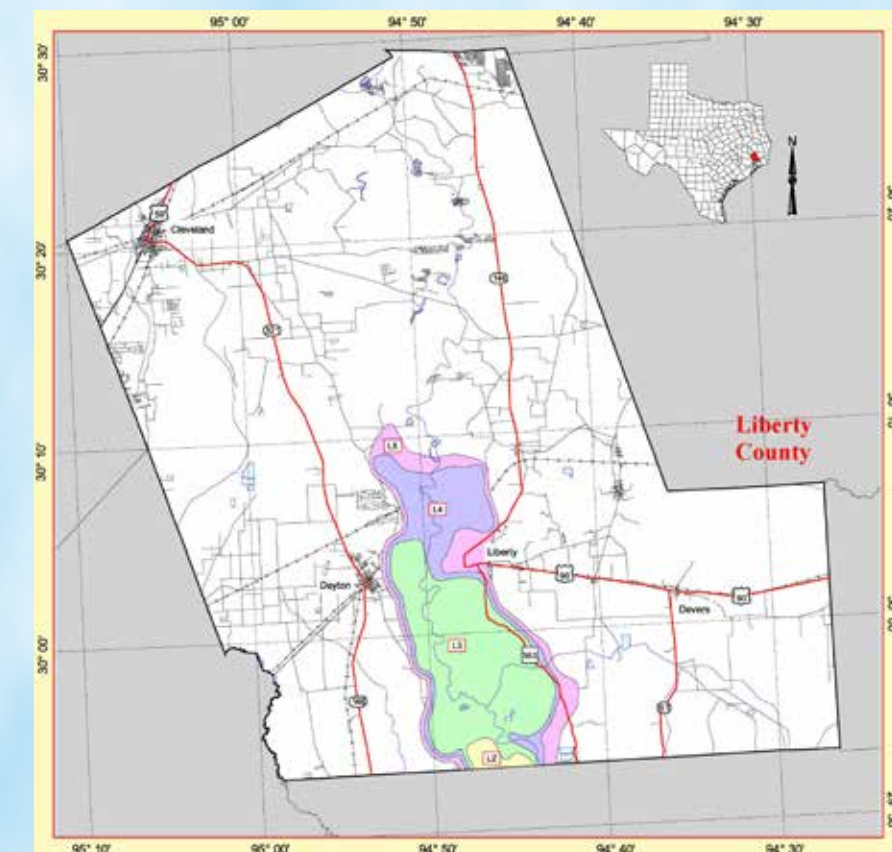 95° 00'
94° 50'
94° 40'
94° 30'
30° 30'
N
59
Cleveland
30° 20'
146
321
Liberty
County
30° 10'
L5
L4
Liberty
90
90
Dayton
Devers
30° 00'
L3
563
61
146
L2
95° 10'
95° 00'
94° 50'
94° 40'
94° 30'